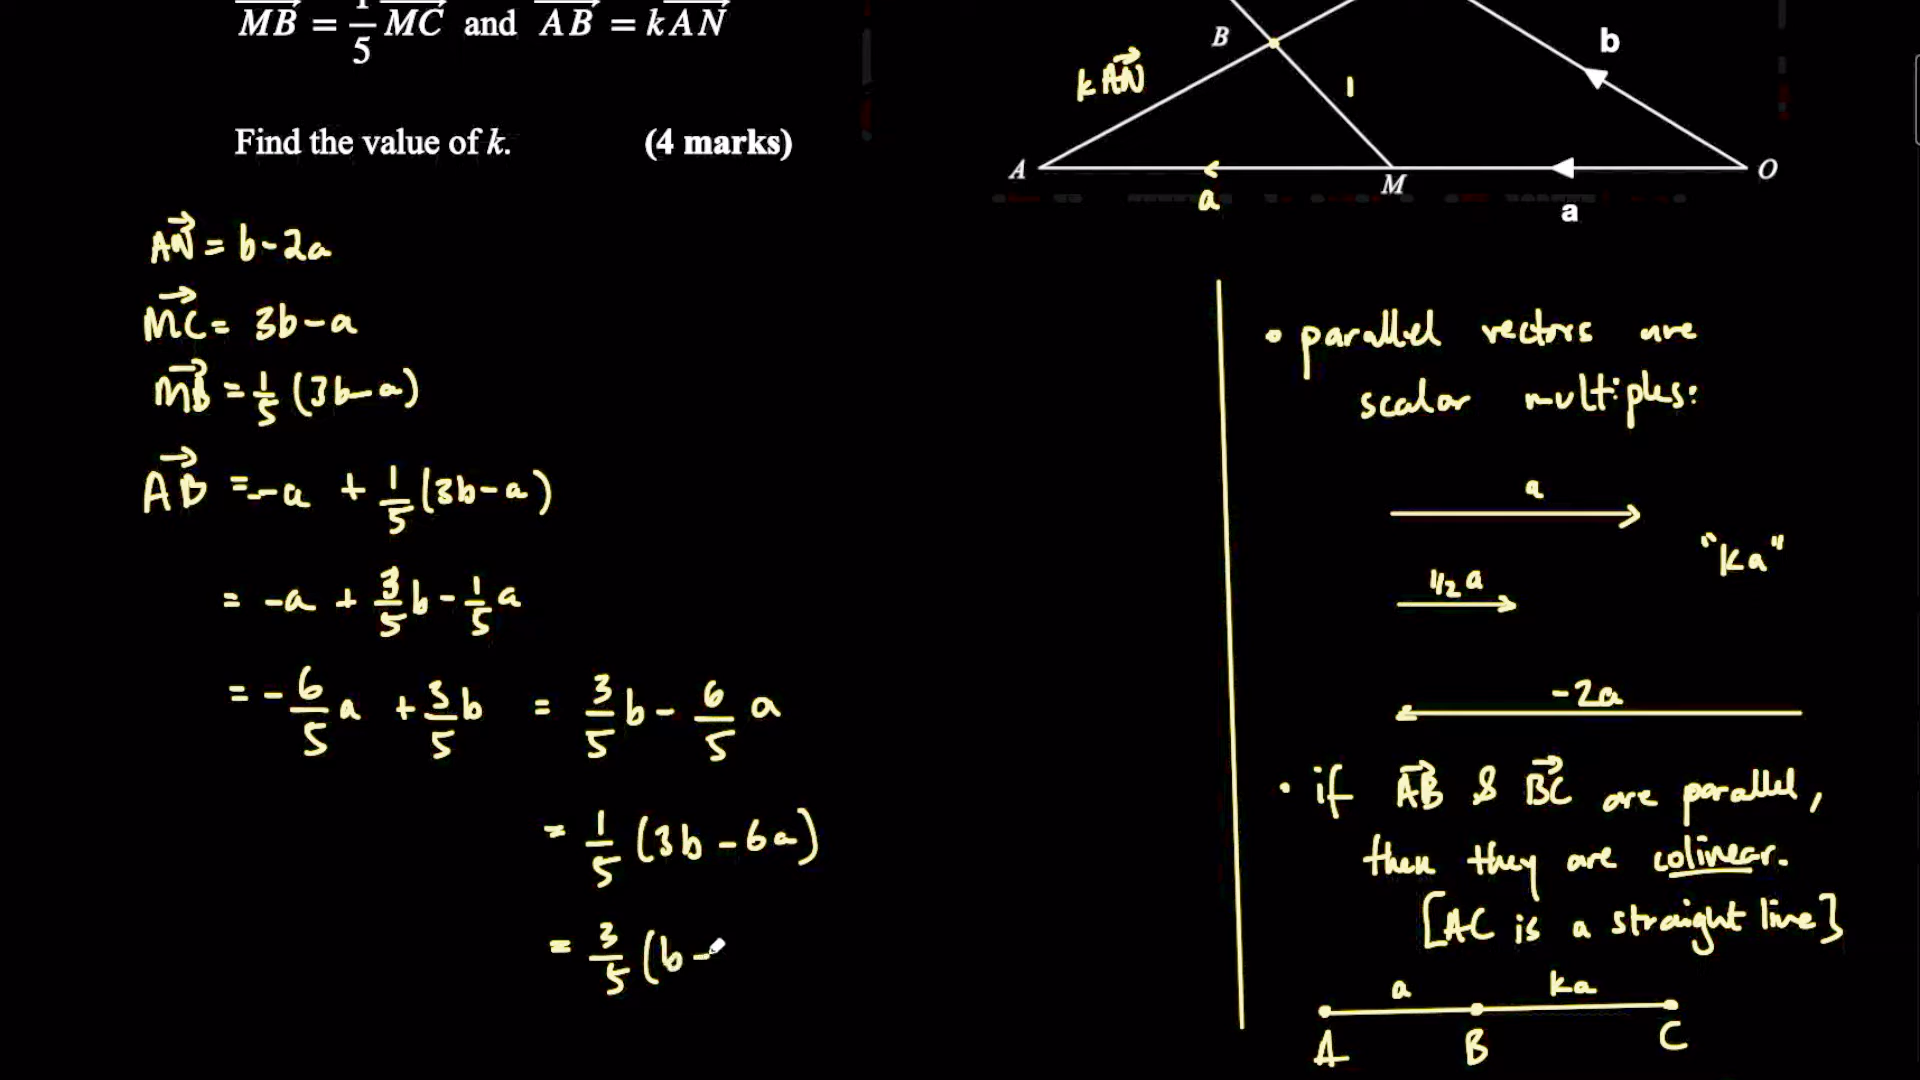 MB = 1/5 MC and AB = kAN
Find the value of k. (4 marks)
AN = b-2a
MC = 3b-a
MB = 1/5 (3b-a)
AB = -a + 1/5 (3b-a)
= -a + 3/5 b - 1/5 a
= -6/5 a + 3/5 b = 3/5 b - 6/5 a
= 1/5 (3b - 6a)
= 3/5 (b -
B
b
k AN
1
A
M
O
a
a
• parallel vectors are
scalar multiples:
a
"ka"
1/2 a
-2a
• if AB & BC are parallel,
then they are colinear.
[AC is a straight line]
a ka
A B C